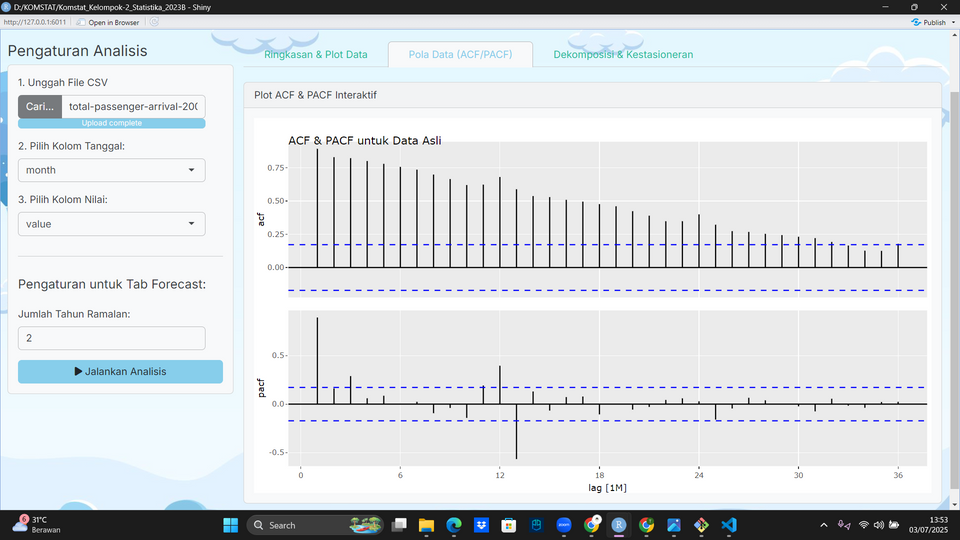 D:/KOMSTAT/Komstat_Kelompok-2_Statistika_2023B - Shiny
http://127.0.0.1:6011
Open in Browser
Publish
Pengaturan Analisis
1. Unggah File CSV
Cari...
total-passenger-arrival-200
Upload complete
2. Pilih Kolom Tanggal:
month
3. Pilih Kolom Nilai:
value
Pengaturan untuk Tab Forecast:
Jumlah Tahun Ramalan:
2
Jalankan Analisis
Ringkasan & Plot Data
Pola Data (ACF/PACF)
Dekomposisi & Kestasioneran
Plot ACF & PACF Interaktif
ACF & PACF untuk Data Asli
0.75
0.50
0.25
0.00
acf
0.5
0.0
-0.5
pacf
0 6 12 18 24 30 36
lag [1M]
6
31°C
Berawan
Search
zoom
13:53
03/07/2025